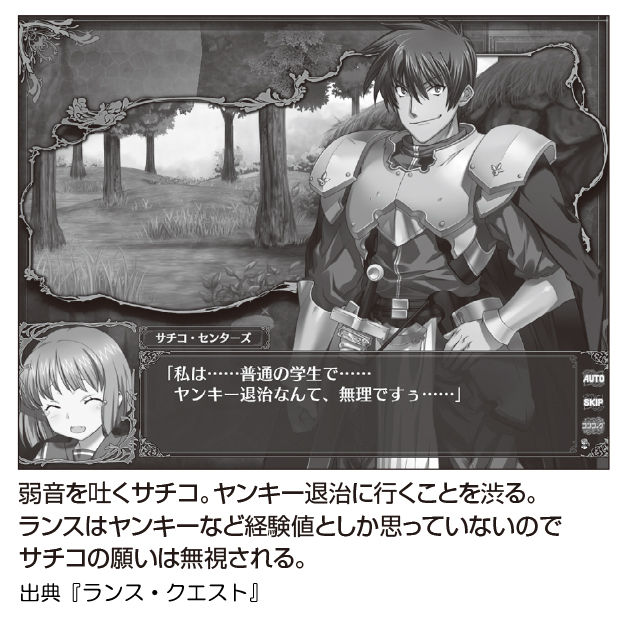 サチコ・センターズ
「私は……普通の学生で……
ヤンキー退治なんて、無理ですぅ……」
AUTO
SKIP
コンフィグ
弱音を吐くサチコ。ヤンキー退治に行くことを渋る。
ランスはヤンキーなど経験値としか思っていないので
サチコの願いは無視される。
出典『ランス・クエスト』